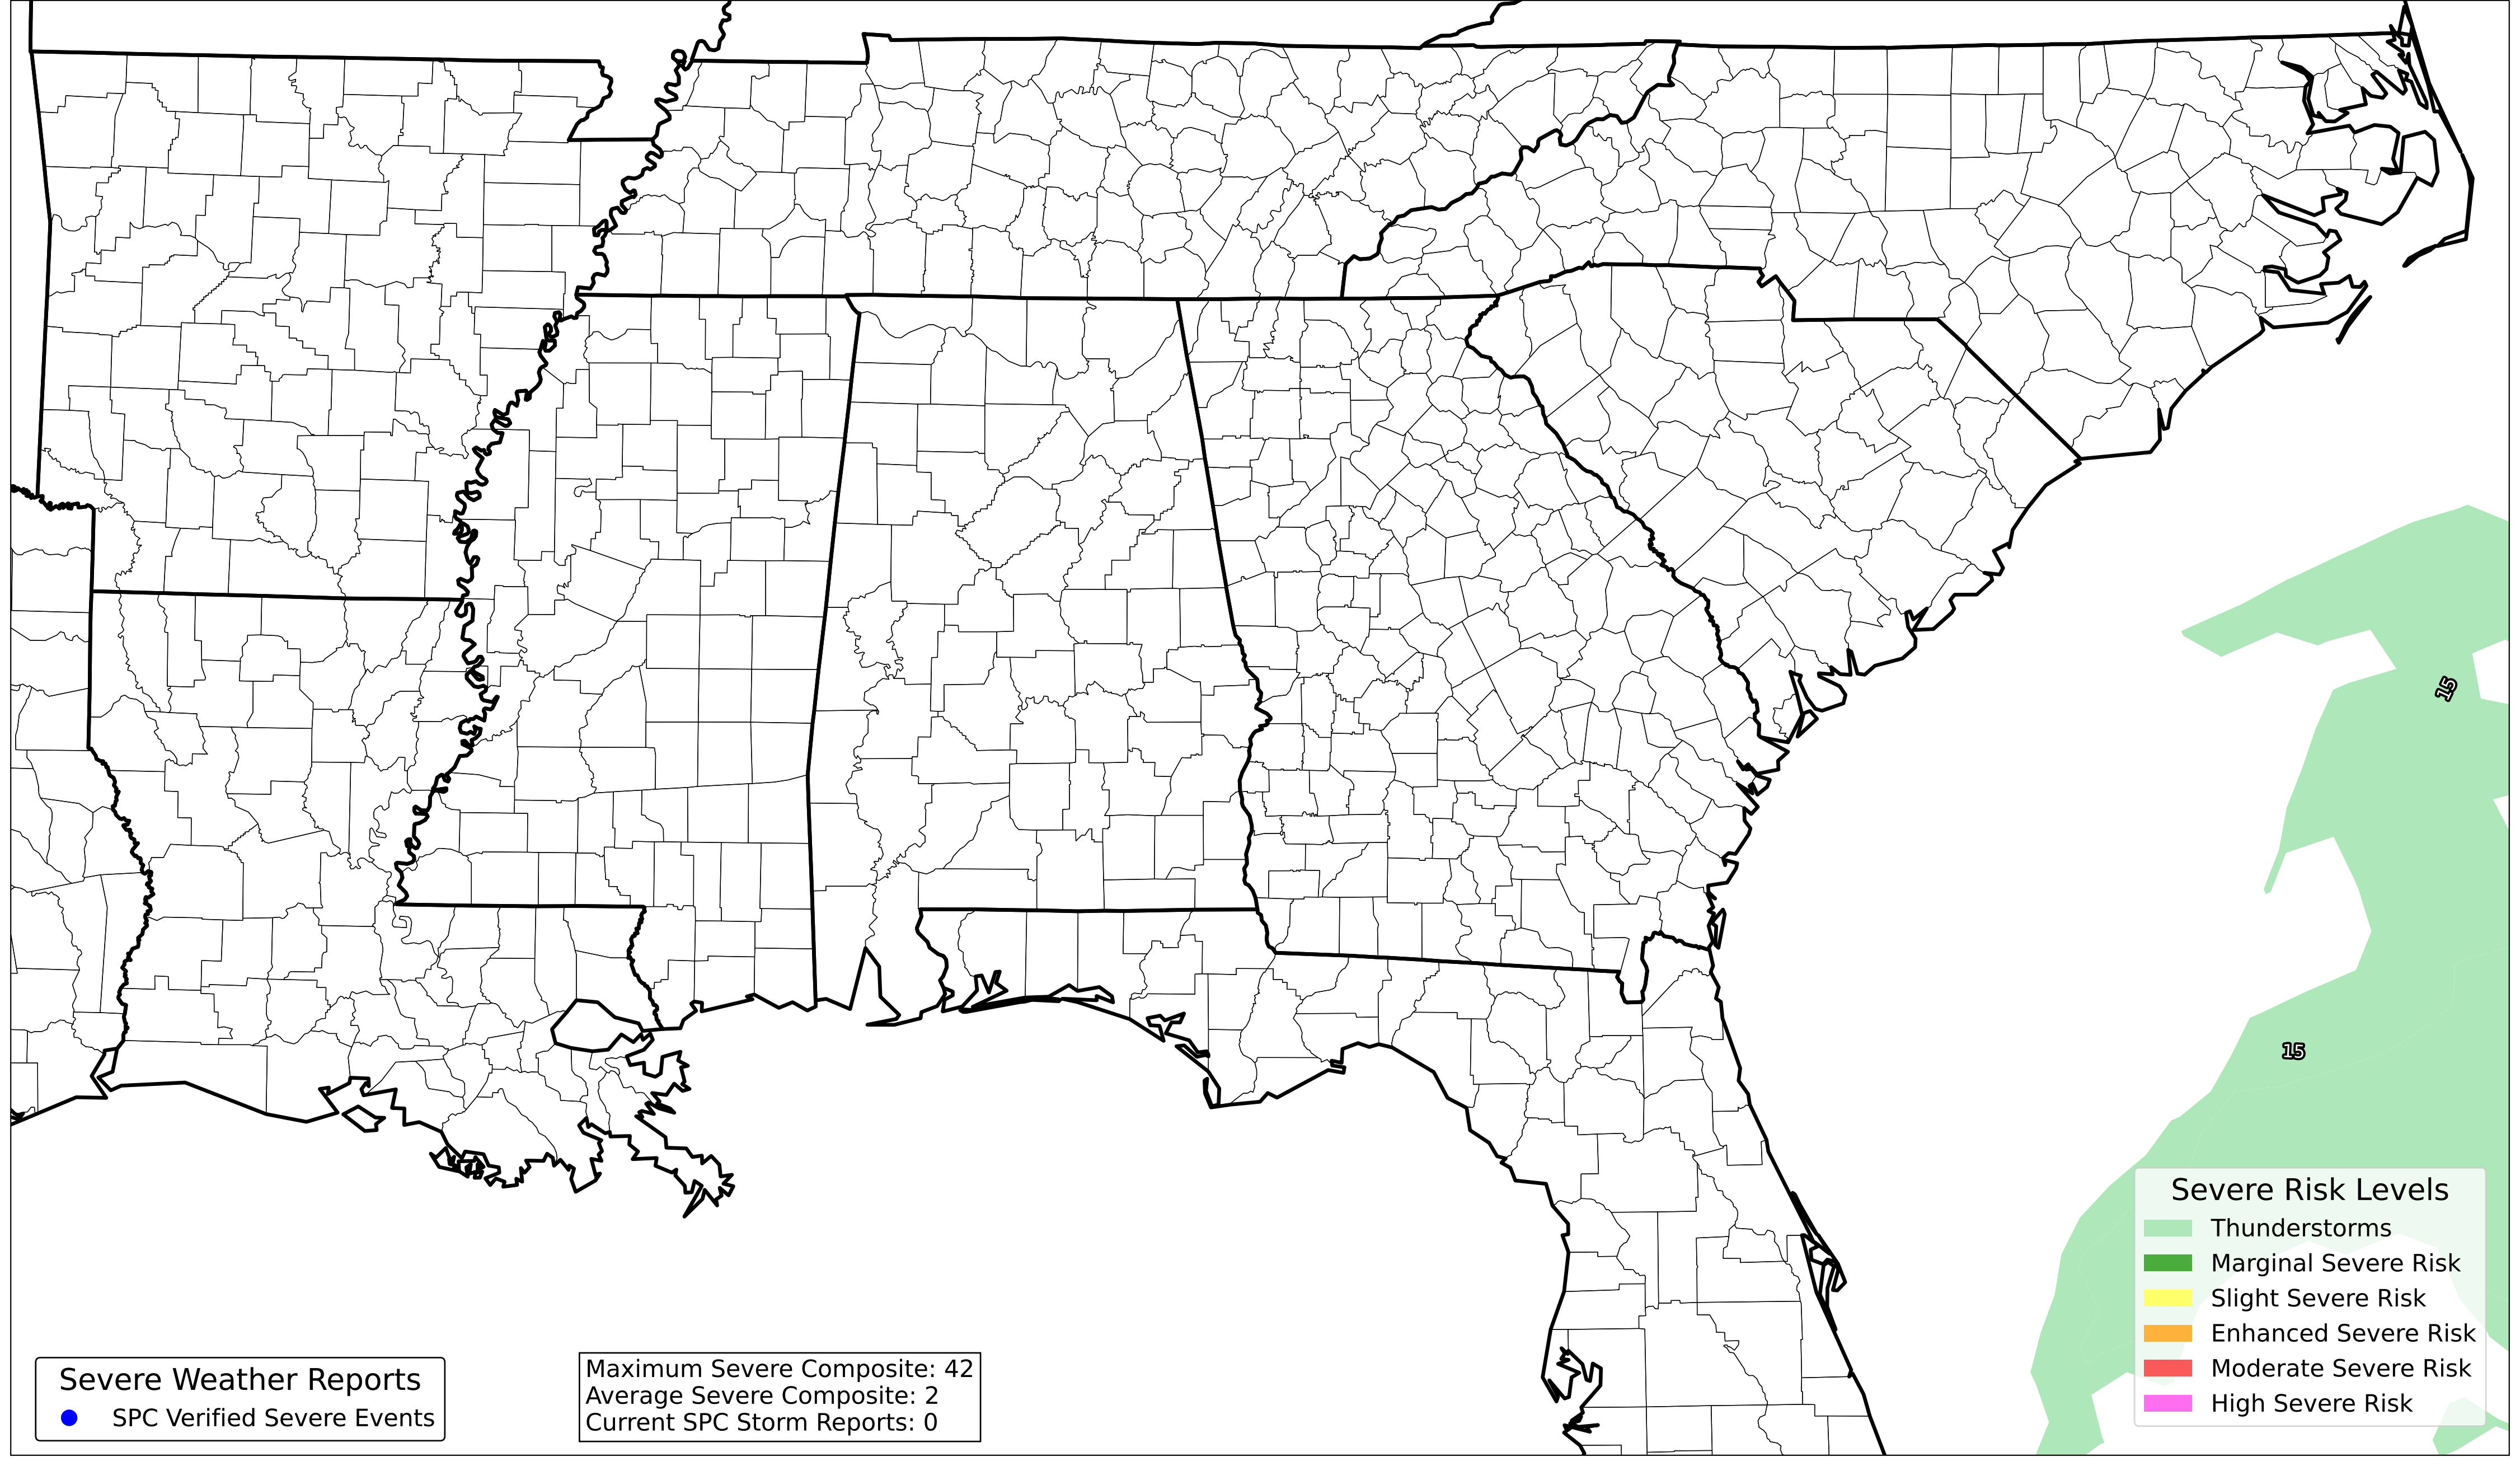 15
15
Severe Risk Levels
Thunderstorms
Marginal Severe Risk
Slight Severe Risk
Enhanced Severe Risk
Moderate Severe Risk
High Severe Risk
Severe Weather Reports
SPC Verified Severe Events
Maximum Severe Composite: 42
Average Severe Composite: 2
Current SPC Storm Reports: 0